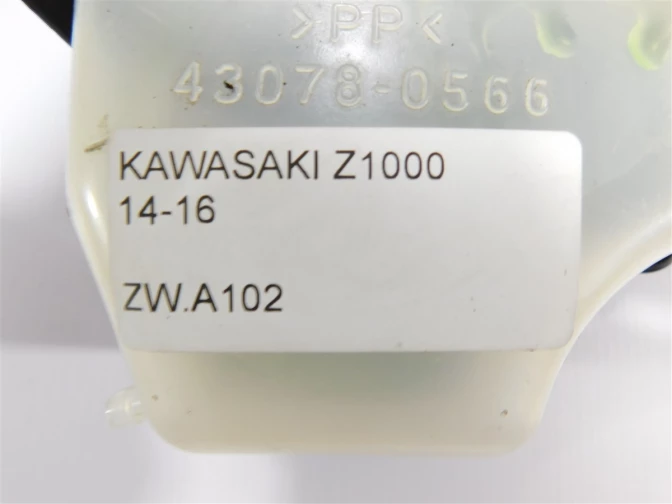 >PP<
43078-0566
KAWASAKI Z1000
14-16
ZW.A102